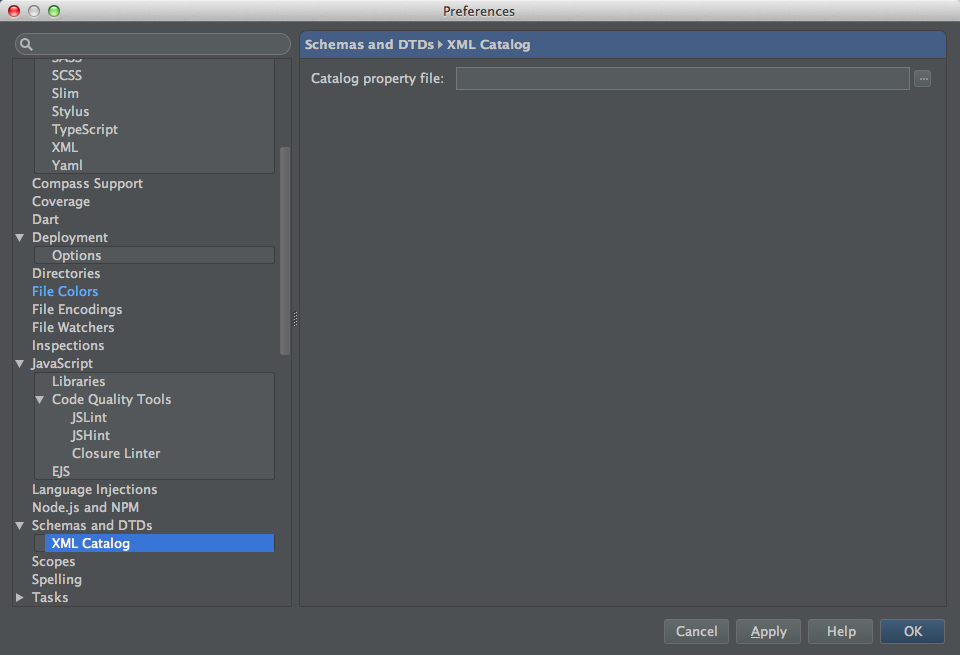 Preferences
SASS
SCSS
Slim
Stylus
TypeScript
XML
Yaml
Compass Support
Coverage
Dart
Deployment
Options
Directories
File Colors
File Encodings
File Watchers
Inspections
JavaScript
Libraries
Code Quality Tools
JSLint
JSHint
Closure Linter
EJS
Language Injections
Node.js and NPM
Schemas and DTDs
XML Catalog
Scopes
Spelling
Tasks
Schemas and DTDs ▸ XML Catalog
Catalog property file:
...
Cancel Apply Help OK